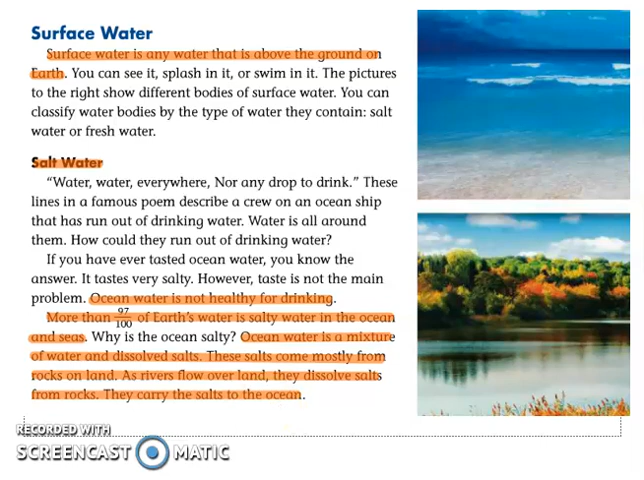 Surface Water
Surface water is any water that is above the ground on
Earth. You can see it, splash in it, or swim in it. The pictures
to the right show different bodies of surface water. You can
classify water bodies by the type of water they contain: salt
water or fresh water.
Salt Water
“Water, water, everywhere, Nor any drop to drink.” These
lines in a famous poem describe a crew on an ocean ship
that has run out of drinking water. Water is all around
them. How could they run out of drinking water?
If you have ever tasted ocean water, you know the
answer. It tastes very salty. However, taste is not the main
problem. Ocean water is not healthy for drinking.
More than 97/100 of Earth’s water is salty water in the ocean
and seas. Why is the ocean salty? Ocean water is a mixture
of water and dissolved salts. These salts come mostly from
rocks on land. As rivers flow over land, they dissolve salts
from rocks. They carry the salts to the ocean.
RECORDED WITH
SCREENCAST MATIC